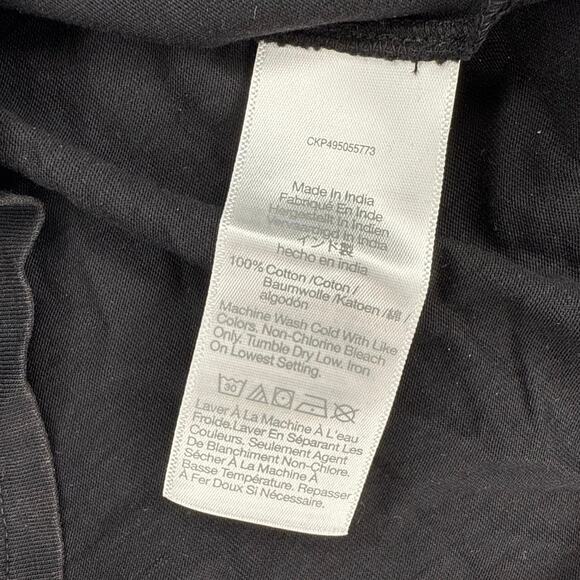 CKP495055773
Made In India
Fabriqué En Inde
Hergestellt In Indien
Vervaardigd in India
インド製
hecho en india
100% Cotton /Coton/
Baumwolle /Katoen /綿 /
algodón
Machine Wash Cold With Like
Colors. Non-Chlorine Bleach
Only. Tumble Dry Low. Iron
On Lowest Setting.
30
Laver À La Machine À L'eau
Froide.Laver En Séparant Les
Couleurs. Seulement Agent
De Blanchiment Non-Chlore.
Sécher À La Machine À
Basse Température. Repasser
À Fer Doux Si Nécessaire.